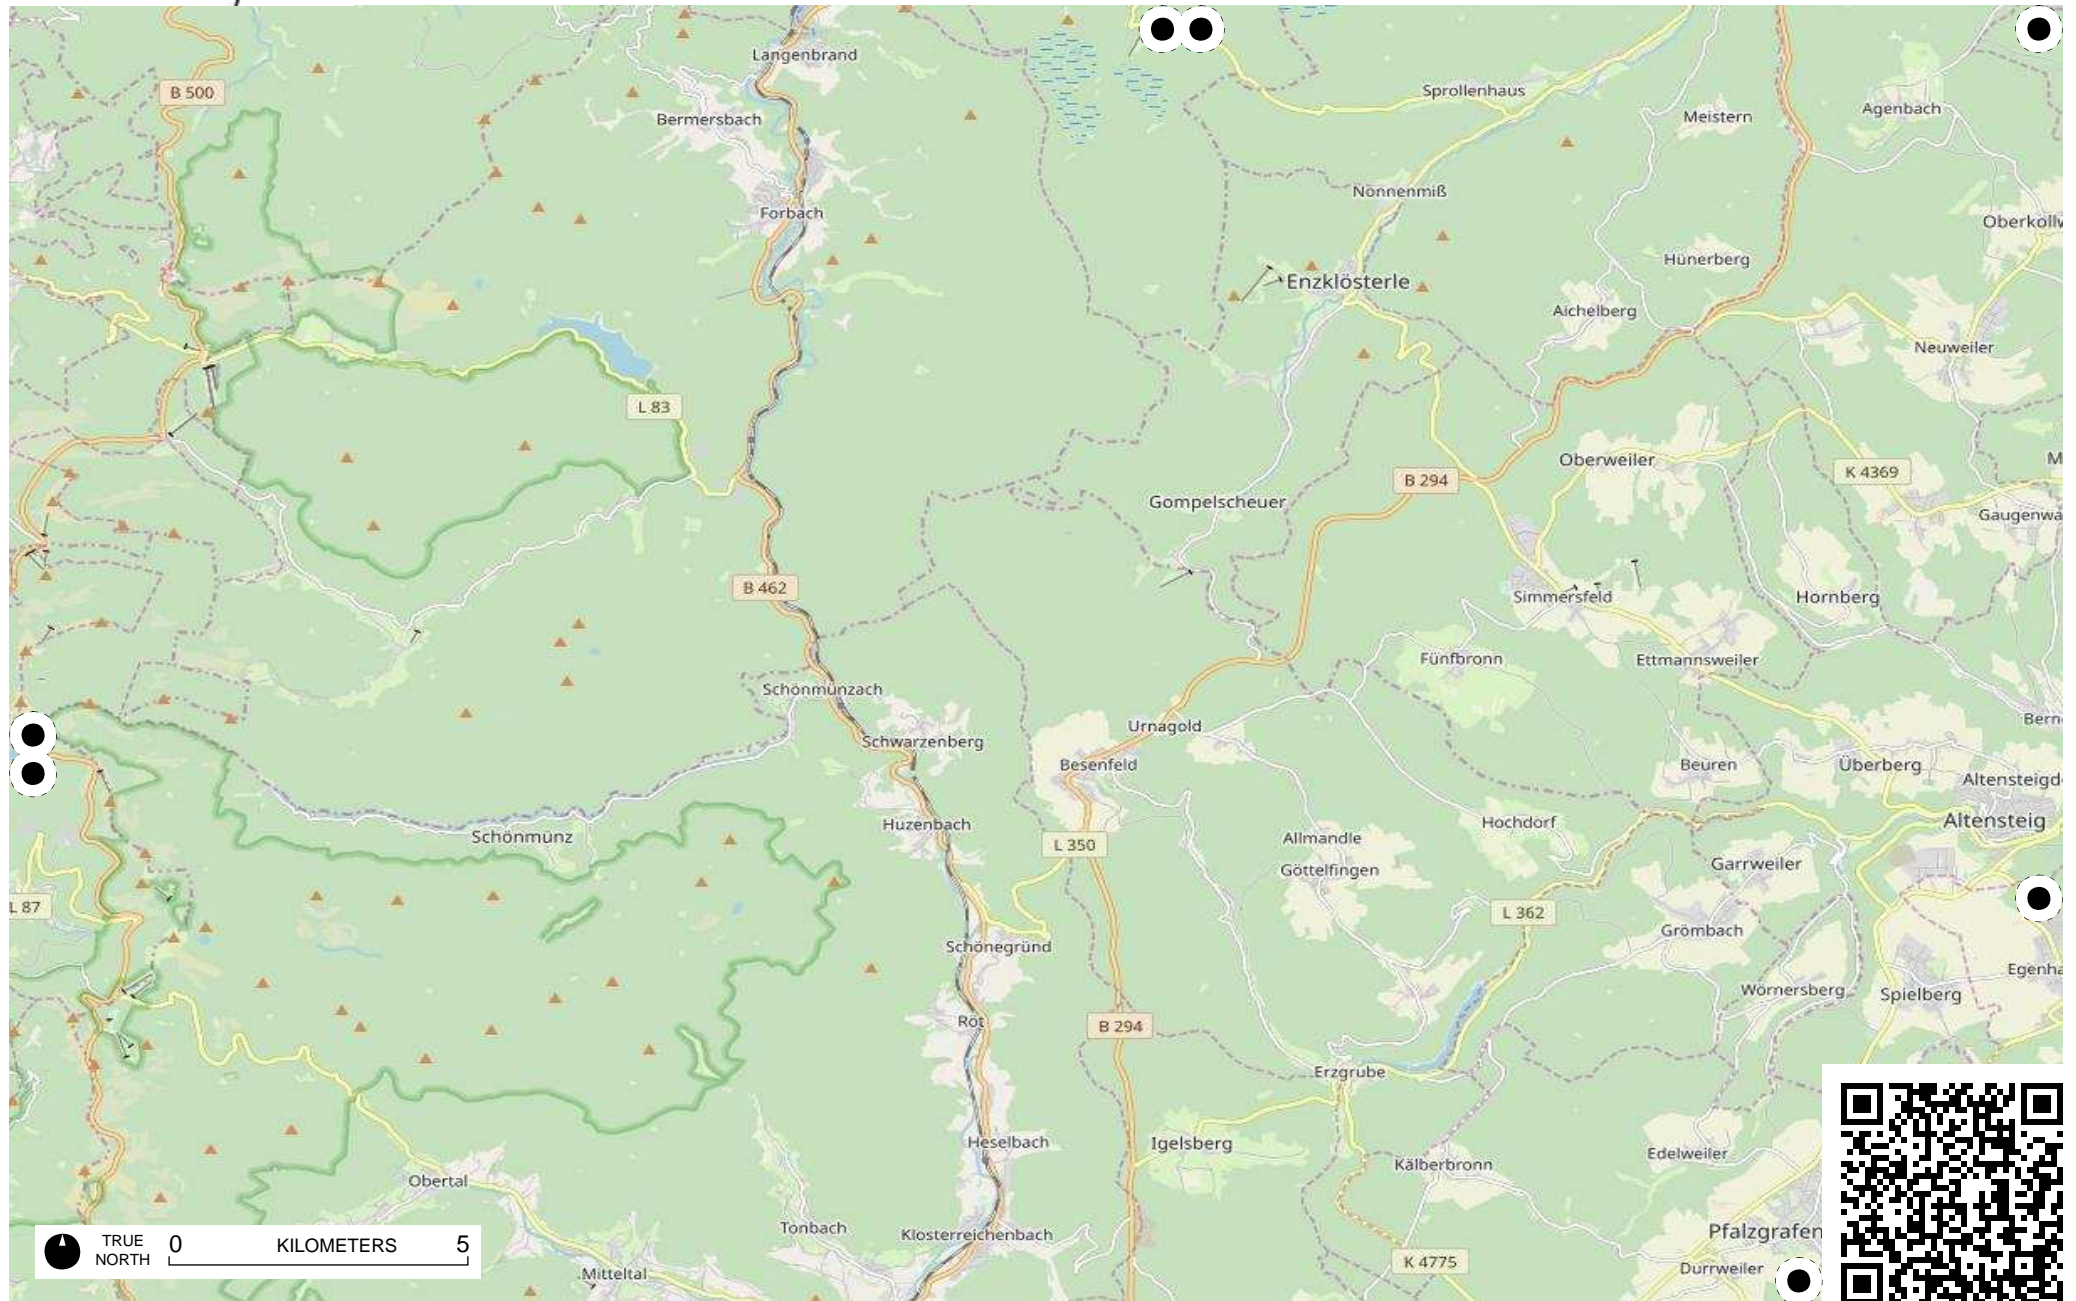 Langenbrand
B 500
Sprollenhaus
Bermersbach
Meistern
Agenbach
Nonnenmiß
Forbach
Hünerberg
Enzklösterle
Aichelberg
Neuweiler
L 83
Oberweiler
B 294
K 4369
Gompelscheuer
Gaugenwa
B 462
Simmersfeld
Hornberg
Fünfbronn
Ettmannsweiler
Schönmünzach
Urnagold
Bern
Schwarzenberg
Besenfeld
Beuren
Überberg
Altensteigd
Altensteig
Huzenbach
Schönmünz
Hochdorf
Allmandle
L 350
Garrweiler
Göttelfingen
L 87
L 362
Grömbach
Schönegründ
Egenha
Wörnersberg
Spielberg
Röt
B 294
Erzgrube
Heselbach
Igelsberg
Edelweiler
Kälberbronn
Obertal
Tonbach
Klosterreichenbach
Pfalzgrafen
TRUE NORTH
0 KILOMETERS 5
K 4775
Durrweiler
Mitteltal